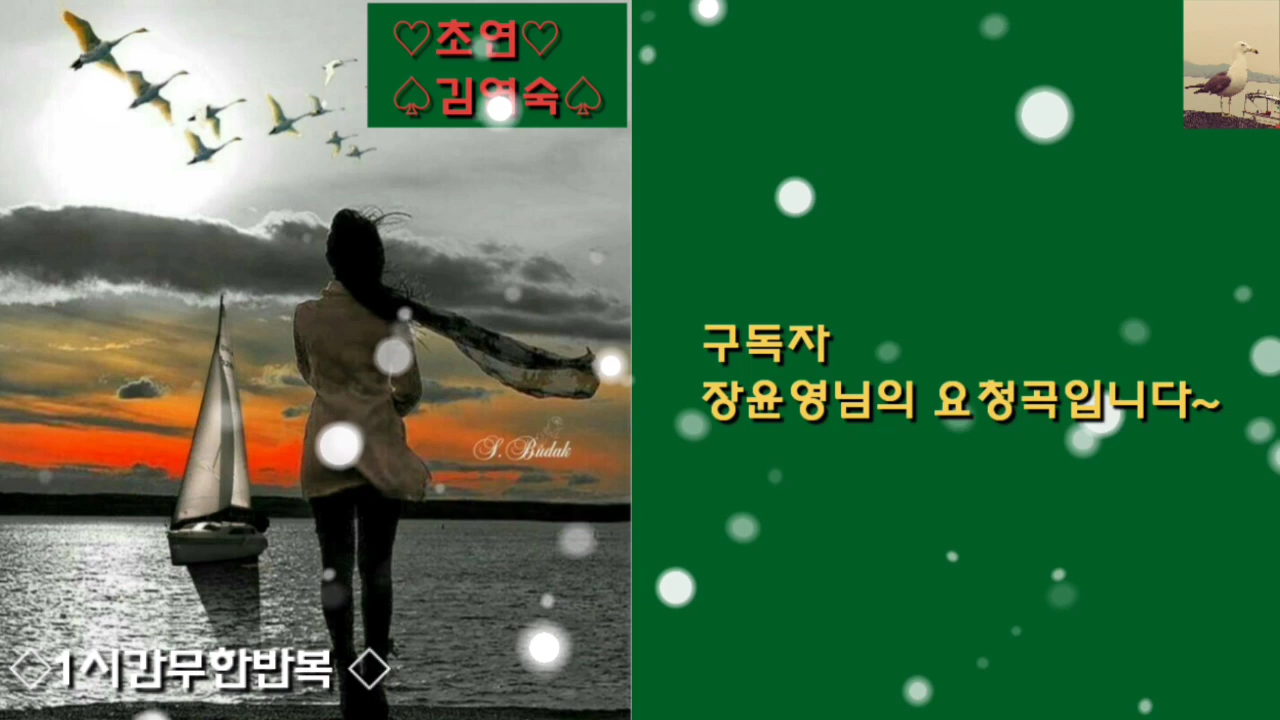 ♡초연♡
♤김연숙♤
S. Budak
◇1시간무한반복 ◇
구독자
장윤영님의 요청곡입니다~